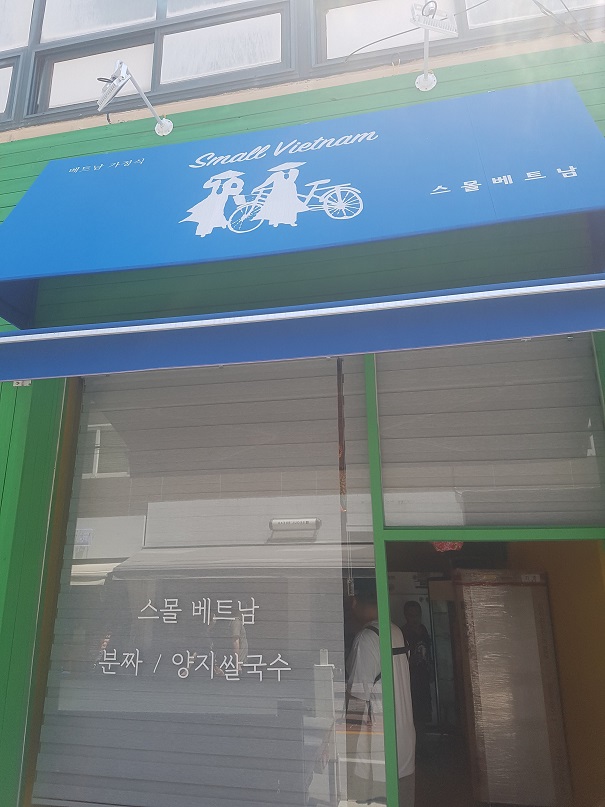 베트남 가정식
Small Vietnam
스몰베트남
스몰 베트남
분짜 / 양지쌀국수